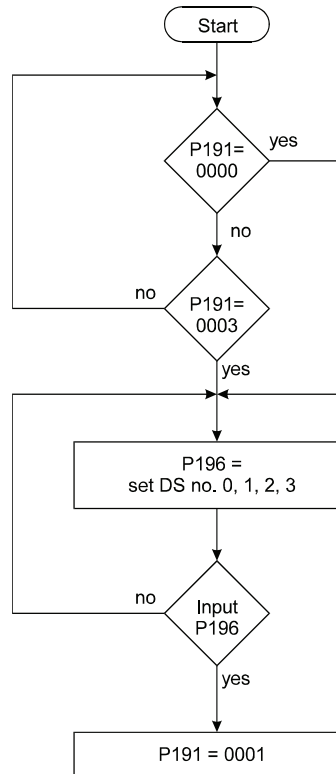 Start
P191=
0000
yes
no
P191=
0003
no
yes
P196 =
set DS no. 0, 1, 2, 3
Input
P196
no
yes
P191 = 0001